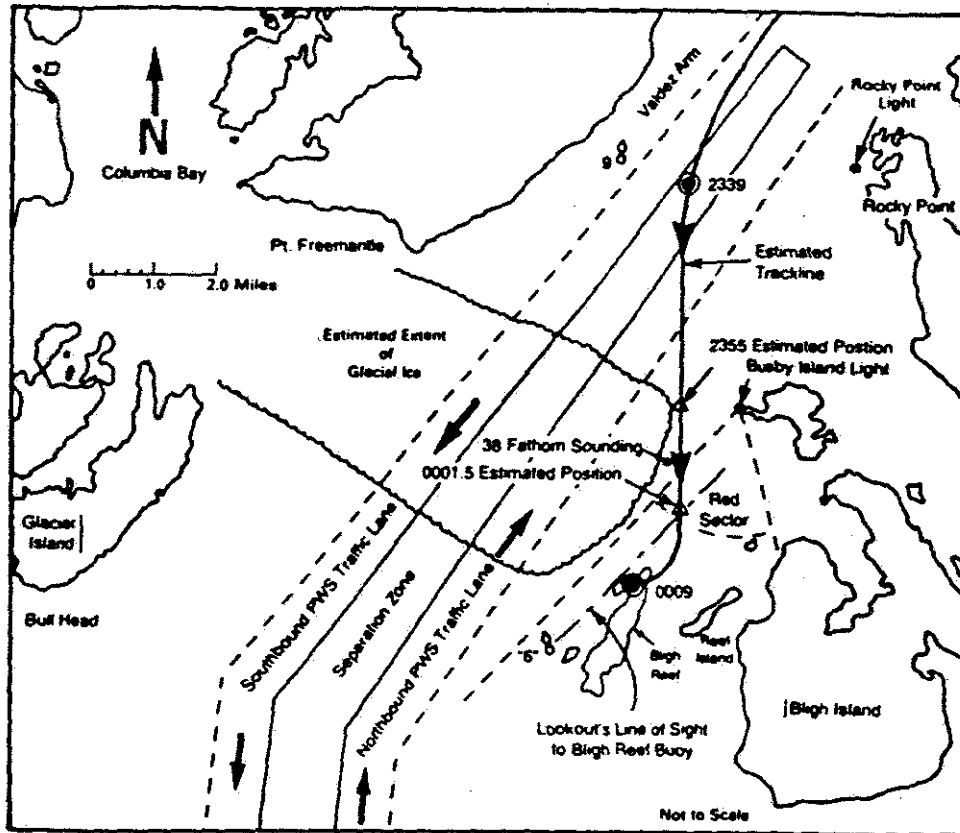 N
Columbia Bay
Valdez Arm
9
Rocky Point
Light
Rocky Point
2339
Pt. Freemantle
Estimated
Trackline
0 1.0 2.0 Miles
Estimated Extent
of
Glacial Ice
2355 Estimated Postion
Busby Island Light
38 Fathom Sounding
0001.5 Estimated Position
Red
Sector
Glacier
Island
Bull Head
Southbound PWS Traffic Lane
Separation Zone
Northbound PWS Traffic Lane
0009
"6"
Bligh
Reef
Reef
Island
Bligh Island
Lookout's Line of Sight
to Bligh Reef Buoy
Not to Scale